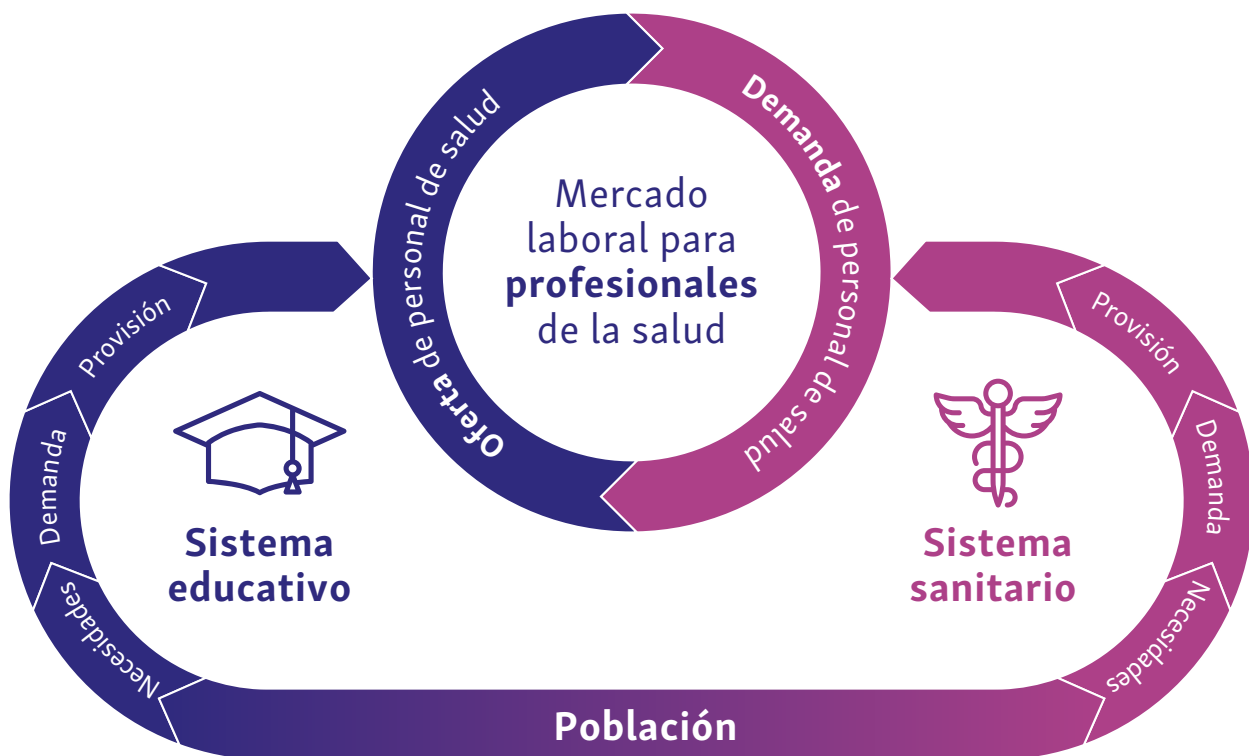 Oferta de personal de salud
Demanda de personal de salud
Mercado
laboral para
profesionales
de la salud
Provisión
Demanda
Necesidades
Sistema
educativo
Provisión
Demanda
Necesidades
Sistema
sanitario
Población